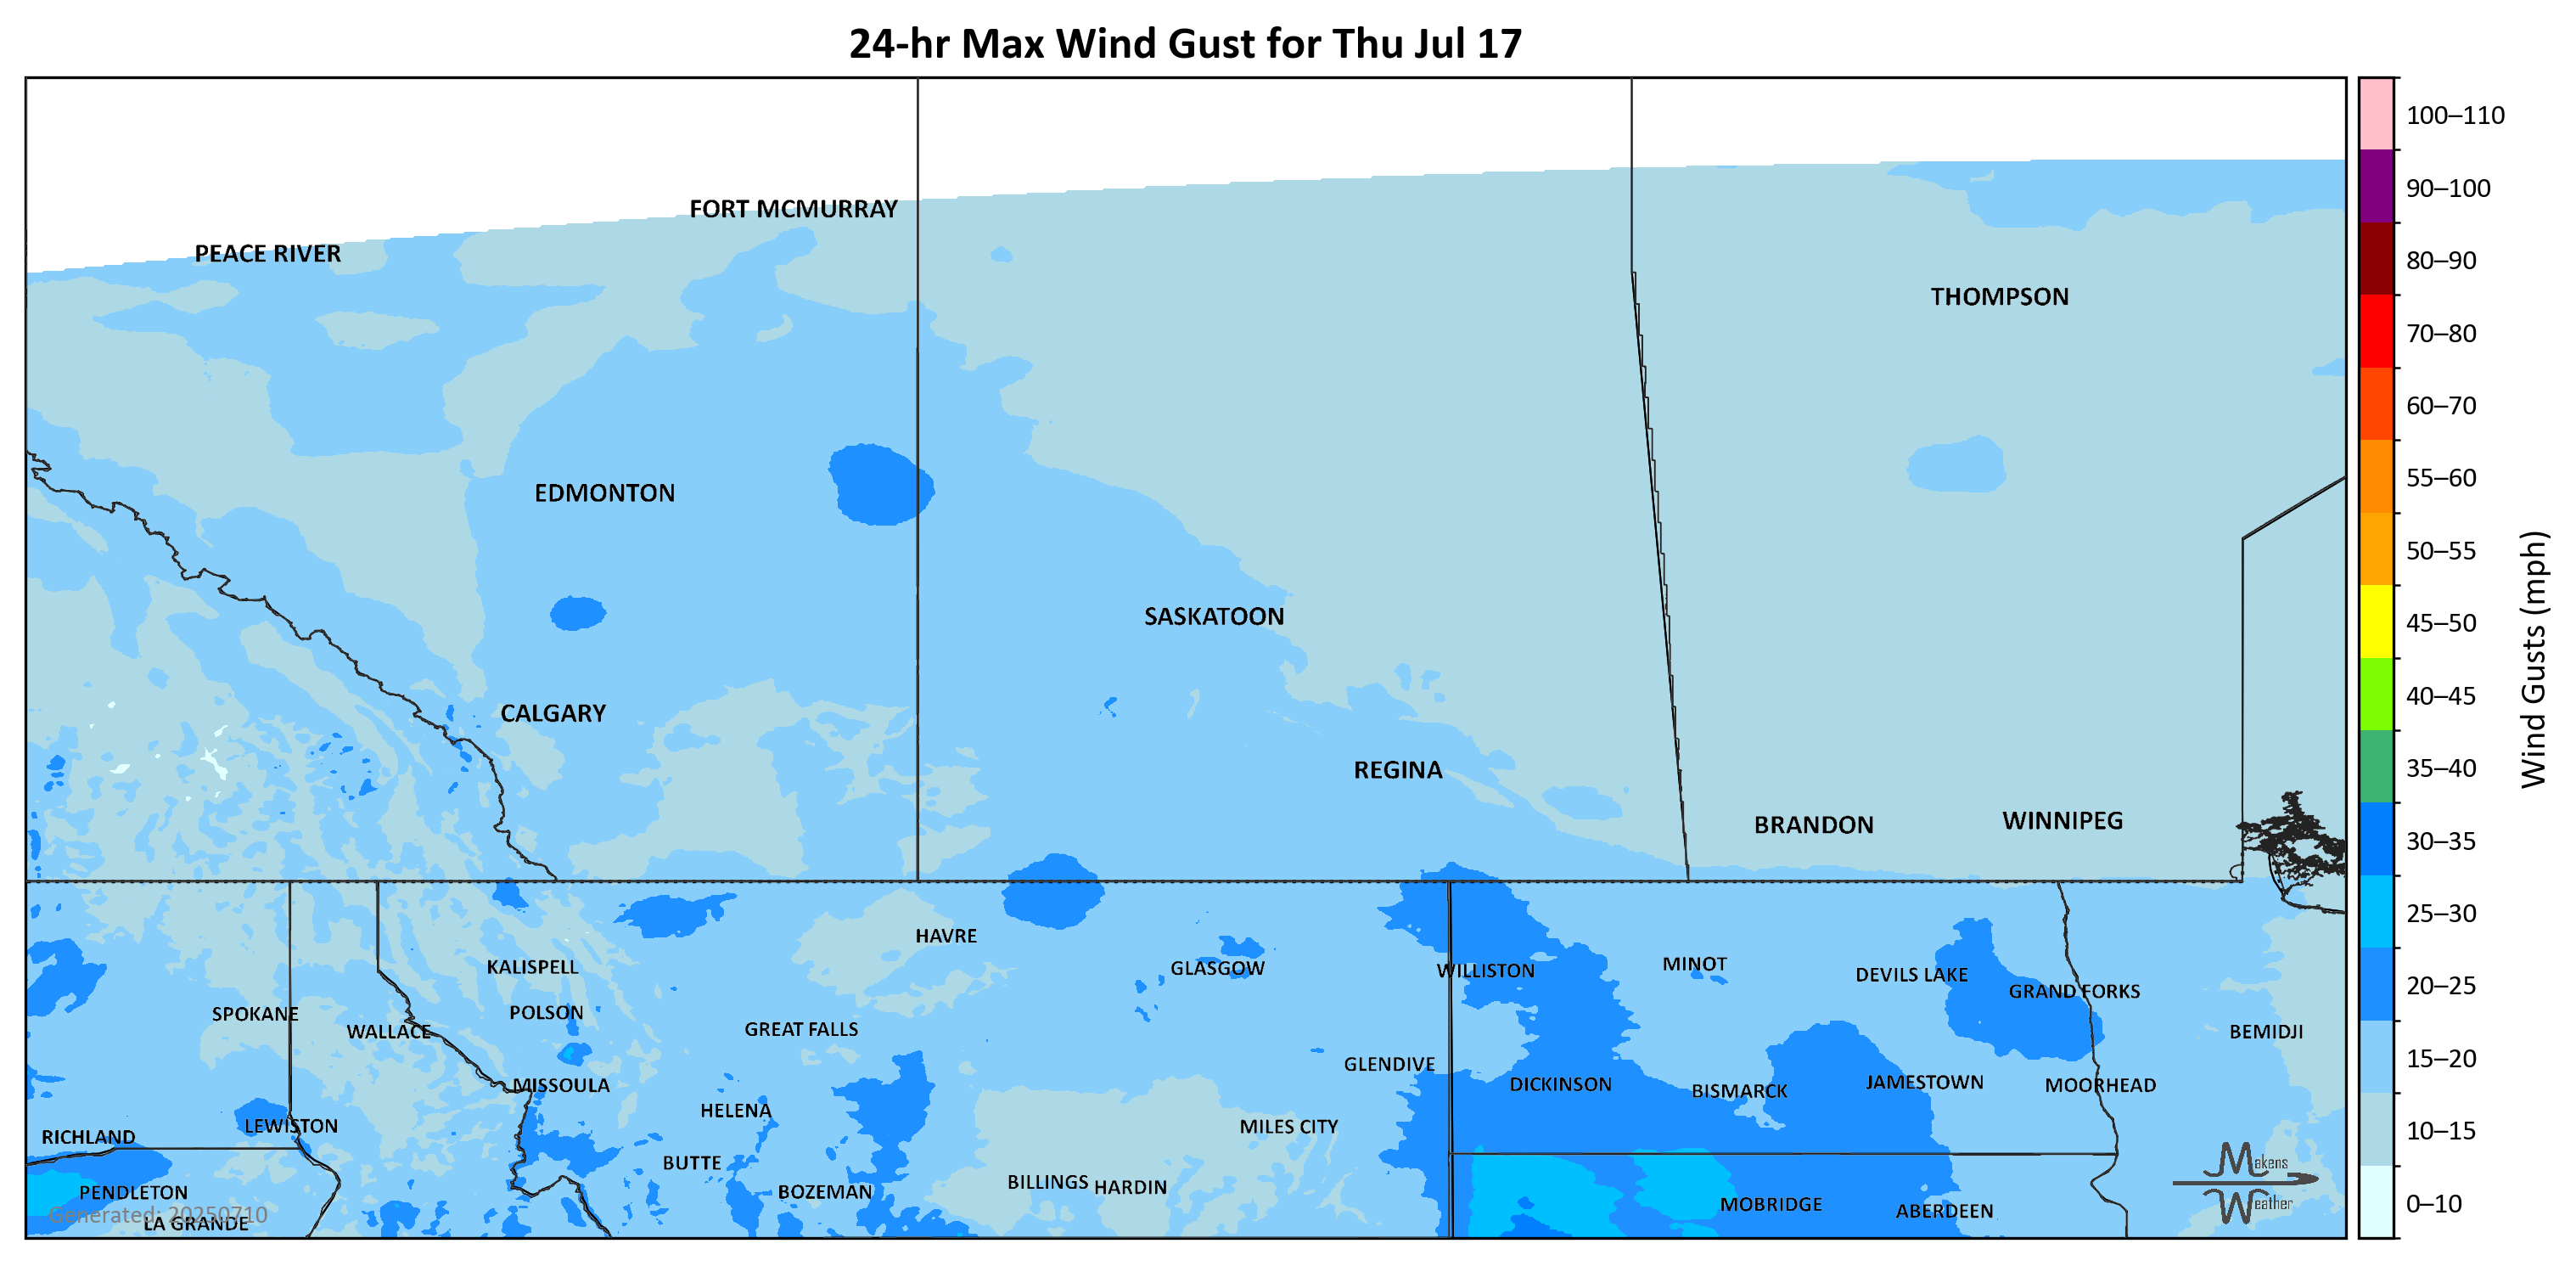 24-hr Max Wind Gust for Thu Jul 17
FORT MCMURRAY
PEACE RIVER
THOMPSON
EDMONTON
SASKATOON
CALGARY
REGINA
BRANDON
WINNIPEG
HAVRE
KALISPELL
GLASGOW
WILLISTON
MINOT
DEVILS LAKE
GRAND FORKS
SPOKANE
WALLACE
POLSON
GREAT FALLS
BEMIDJI
GLENDIVE
MISSOULA
DICKINSON
BISMARCK
JAMESTOWN
MOORHEAD
HELENA
LEWISTON
RICHLAND
MILES CITY
BUTTE
BOZEMAN
BILLINGS
HARDIN
PENDLETON
MOBRIDGE
ABERDEEN
Generated: 20250710
LA GRANDE
Makens
Weather
100–110
90–100
80–90
70–80
60–70
55–60
50–55
45–50
40–45
35–40
30–35
25–30
20–25
15–20
10–15
0–10
Wind Gusts (mph)